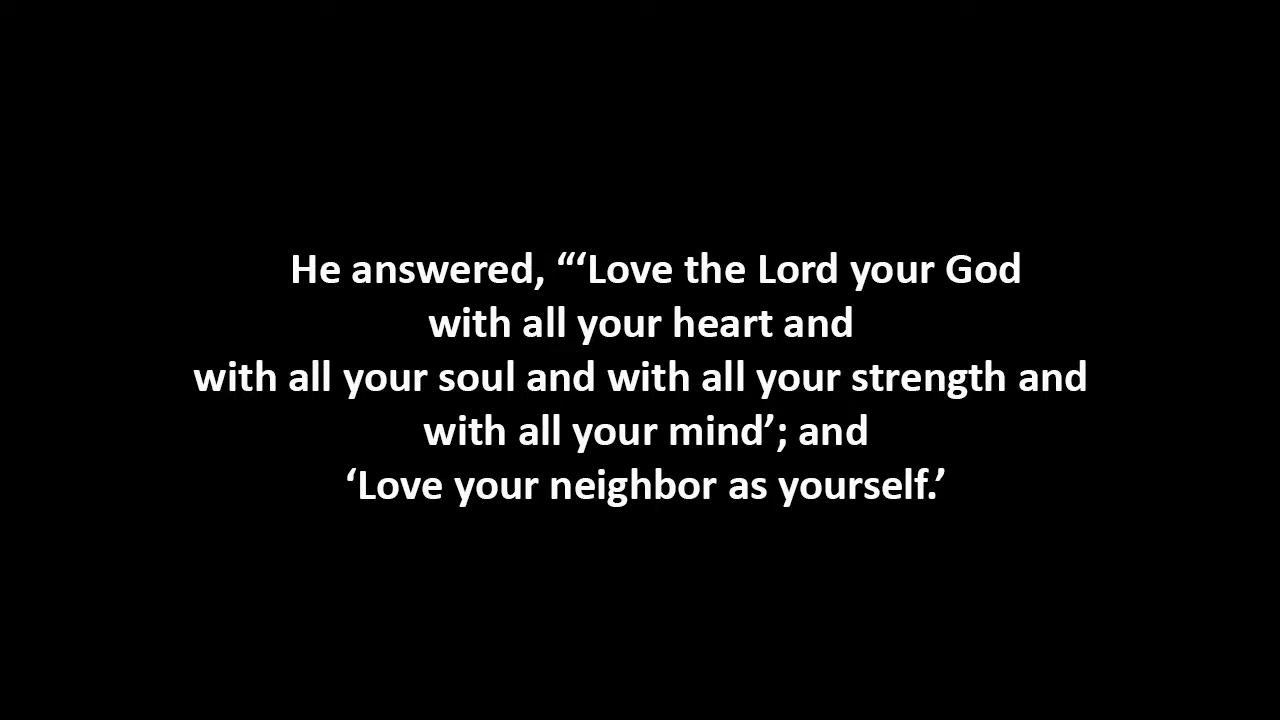 He answered, “‘Love the Lord your God
with all your heart and
with all your soul and with all your strength and
with all your mind’; and
‘Love your neighbor as yourself.’